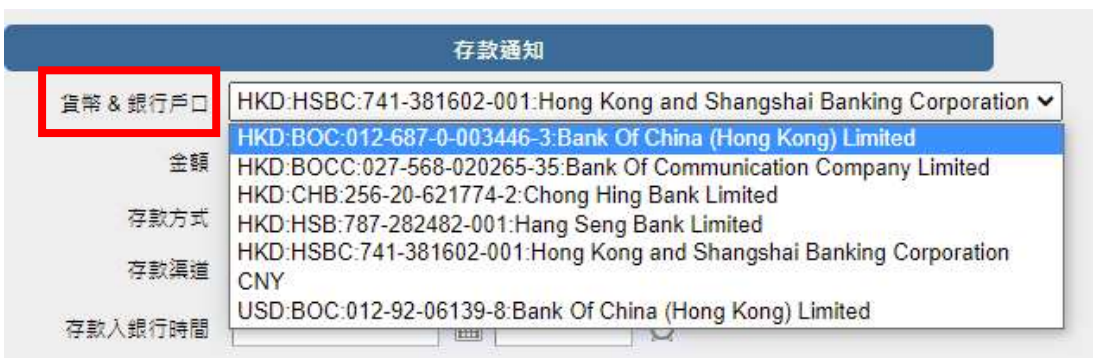 存款通知
貨幣 & 銀行戶口
HKD:HSBC:741-381602-001:Hong Kong and Shangshai Banking Corporation
HKD:BOC:012-687-0-003446-3:Bank Of China (Hong Kong) Limited
金額
HKD:BOCC:027-568-020265-35:Bank Of Communication Company Limited
HKD:CHB:256-20-621774-2:Chong Hing Bank Limited
存款方式
HKD:HSB:787-282482-001:Hang Seng Bank Limited
HKD:HSBC:741-381602-001:Hong Kong and Shangshai Banking Corporation
存款渠道
CNY
USD:BOC:012-92-06139-8:Bank Of China (Hong Kong) Limited
存款入銀行時間